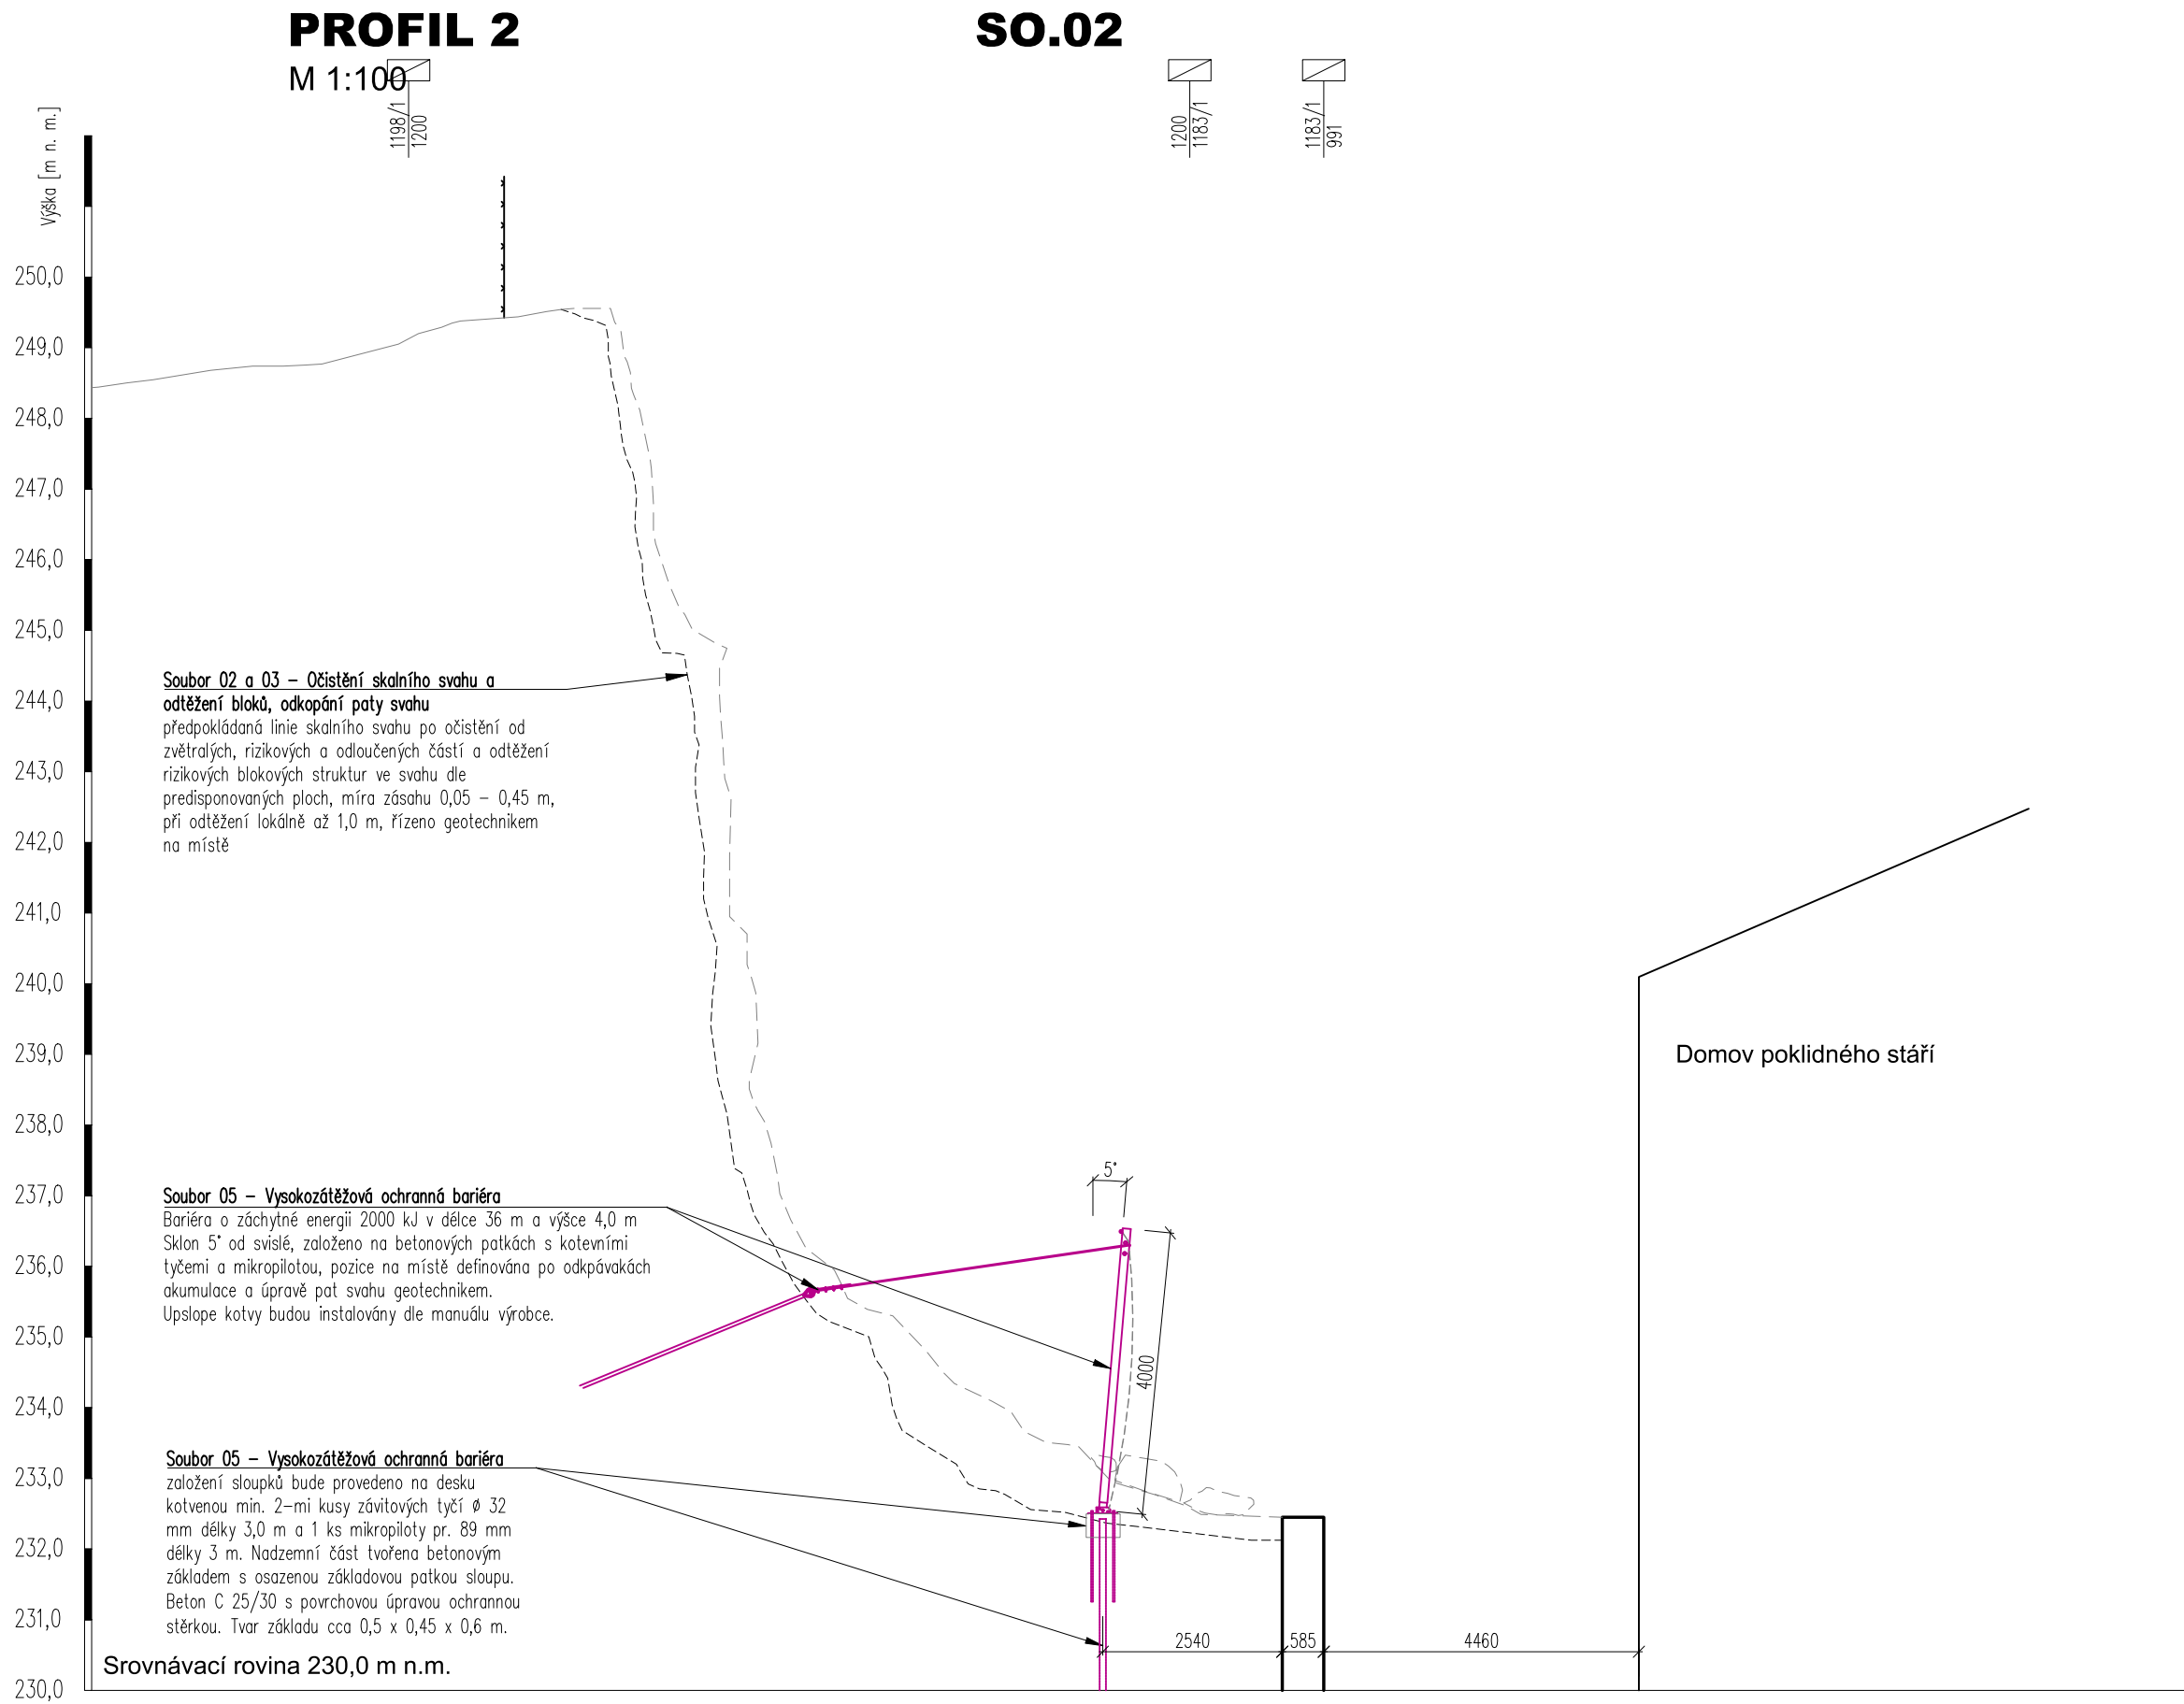 PROFIL 2
SO.02
M 1:100
1198/1
1200
1200
1183/1
1183/1
991
Výška [m n. m.]
250,0
249,0
248,0
247,0
246,0
245,0
244,0
243,0
242,0
241,0
240,0
239,0
238,0
237,0
236,0
235,0
234,0
233,0
232,0
231,0
230,0
Soubor 02 a 03 – Očistění skalního svahu a
odtěžení bloků, odkopání paty svahu
předpokládaná linie skalního svahu po očistění od
zvětralých, rizikových a odloučených částí a odtěžení
rizikových blokových struktur ve svahu dle
predisponovaných ploch, míra zásahu 0,05 – 0,45 m,
při odtěžení lokálně až 1,0 m, řízeno geotechnikem
na místě
Domov poklidného stáří
5°
4000
Soubor 05 – Vysokozátěžová ochranná bariéra
Bariéra o záchytné energii 2000 kJ v délce 36 m a výšce 4,0 m
Sklon 5° od svislé, založeno na betonových patkách s kotevními
tyčemi a mikropilotou, pozice na místě definována po odkpávakách
akumulace a úpravě pat svahu geotechnikem.
Upslope kotvy budou instalovány dle manuálu výrobce.
Soubor 05 – Vysokozátěžová ochranná bariéra
založení sloupků bude provedeno na desku
kotvenou min. 2-mi kusy závitových tyčí ø 32
mm délky 3,0 m a 1 ks mikropiloty pr. 89 mm
délky 3 m. Nadzemní část tvořena betonovým
základem s osazenou základovou patkou sloupu.
Beton C 25/30 s povrchovou úpravou ochrannou
stěrkou. Tvar základu cca 0,5 x 0,45 x 0,6 m.
2540
585
4460
Srovnávací rovina 230,0 m n.m.